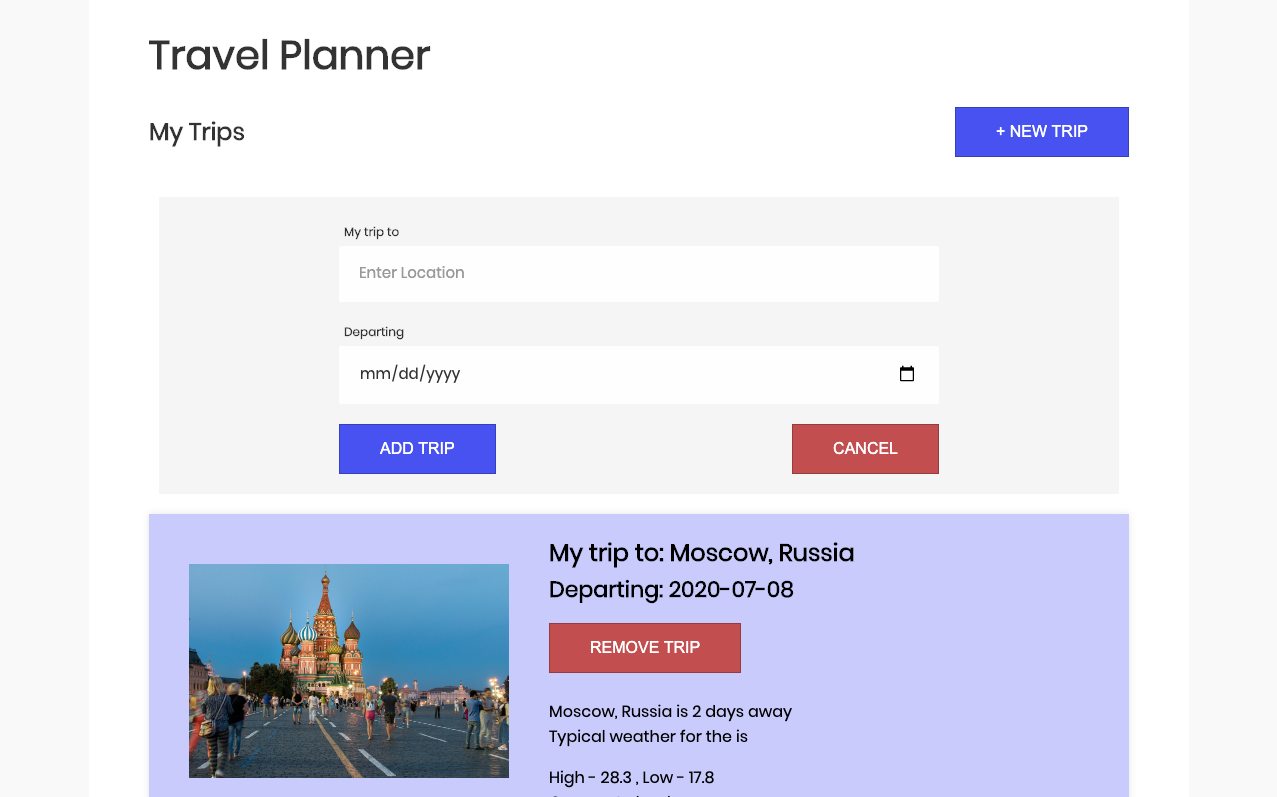 Travel Planner
My Trips
+ NEW TRIP
My trip to
Enter Location
Departing
mm/dd/yyyy
ADD TRIP
CANCEL
My trip to: Moscow, Russia
Departing: 2020-07-08
REMOVE TRIP
Moscow, Russia is 2 days away
Typical weather for the is
High - 28.3 , Low - 17.8